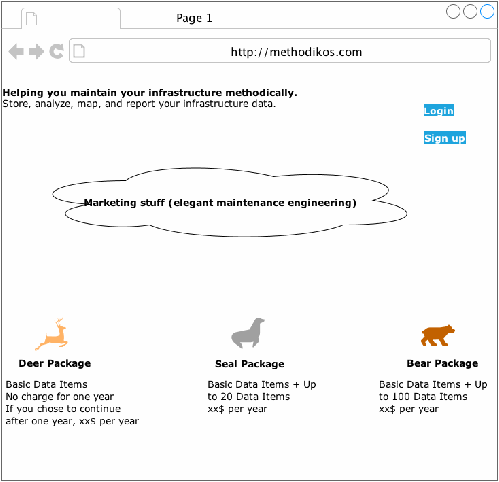 Page 1
http://methodikos.com
Helping you maintain your infrastructure methodically.
Store, analyze, map, and report your infrastructure data.
Login
Sign up
Marketing stuff (elegant maintenance engineering)
Deer Package
Basic Data Items
No charge for one year
If you chose to continue
after one year, xx$ per year
Seal Package
Basic Data Items + Up
to 20 Data Items
xx$ per year
Bear Package
Basic Data Items + Up
to 100 Data Items
xx$ per year